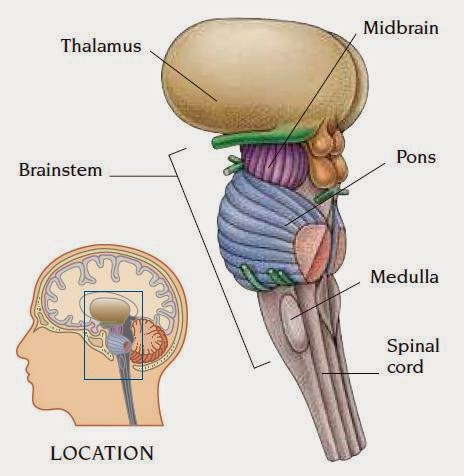 Midbrain
Thalamus
Pons
Brainstem
Medulla
Spinal
cord
LOCATION